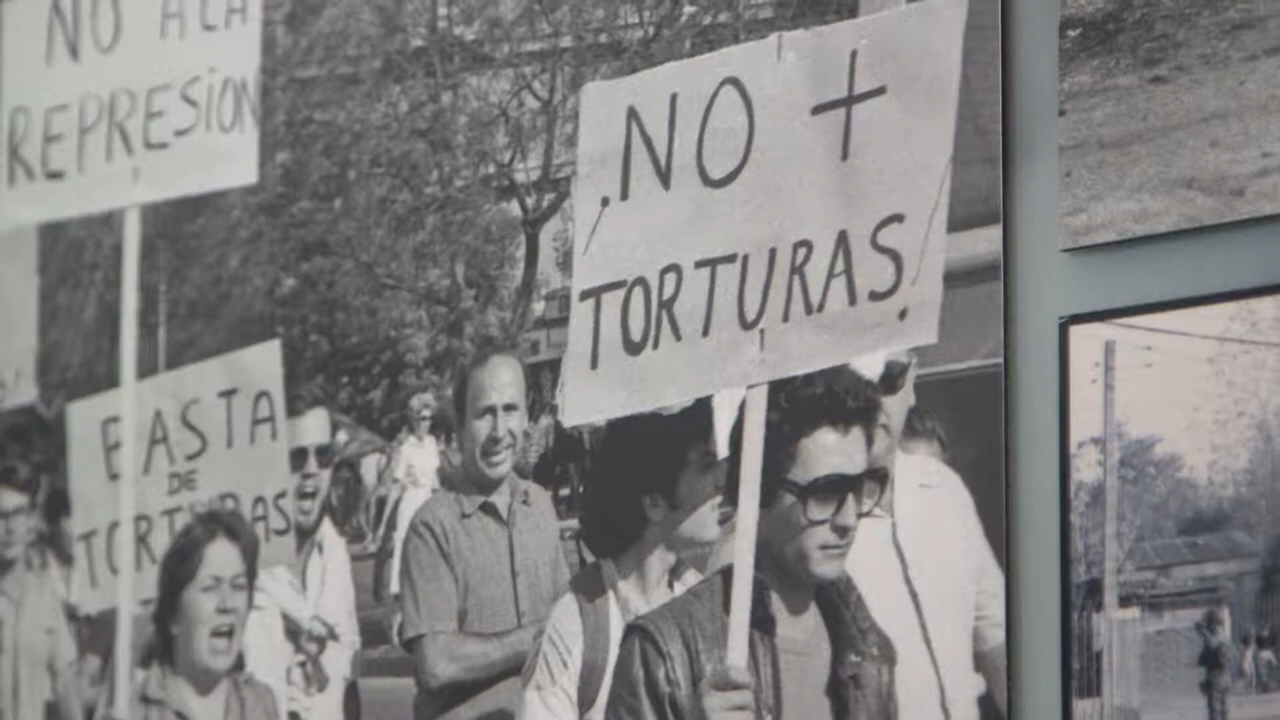 NO A LA
REPRESION
BASTA
DE
TORTURAS
NO +
TORTURAS